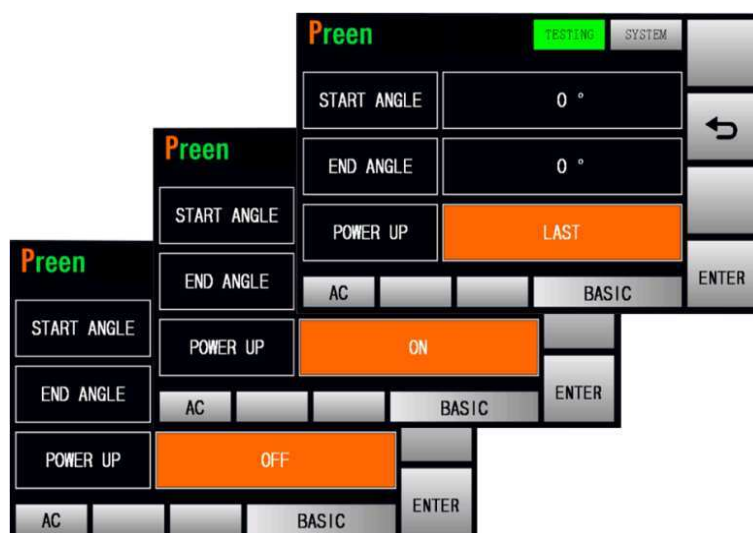 Preen TESTING SYSTEM
START ANGLE 0 °
END ANGLE 0 °
POWER UP LAST
AC BASIC ENTER
Preen
START ANGLE
END ANGLE
POWER UP ON
AC BASIC ENTER
Preen
START ANGLE
END ANGLE
POWER UP OFF
AC BASIC ENTER